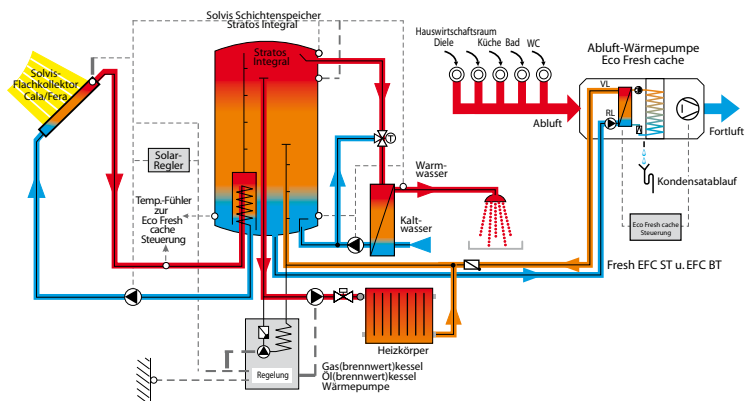 Solvis Schichtenspeicher
Stratos Integral
Stratos
Integral
Solvis-
Flachkollektor
Cala/Fera
Solar-
Regler
Temp.-Fühler
zur
Eco Fresh
cache
Steuerung
Hauswirtschaftsraum
Diele
Küche
Bad
WC
Abluft
Abluft-Wärmepumpe
Eco Fresh cache
VL
RL
Fortluft
Kondensatablauf
Eco Fresh cache
Steuerung
Fresh EFC ST u. EFC BT
T
Warm-
wasser
Kalt-
wasser
Heizkörper
Regelung
Gas(brennwert)kessel
Öl(brennwert)kessel
Wärmepumpe